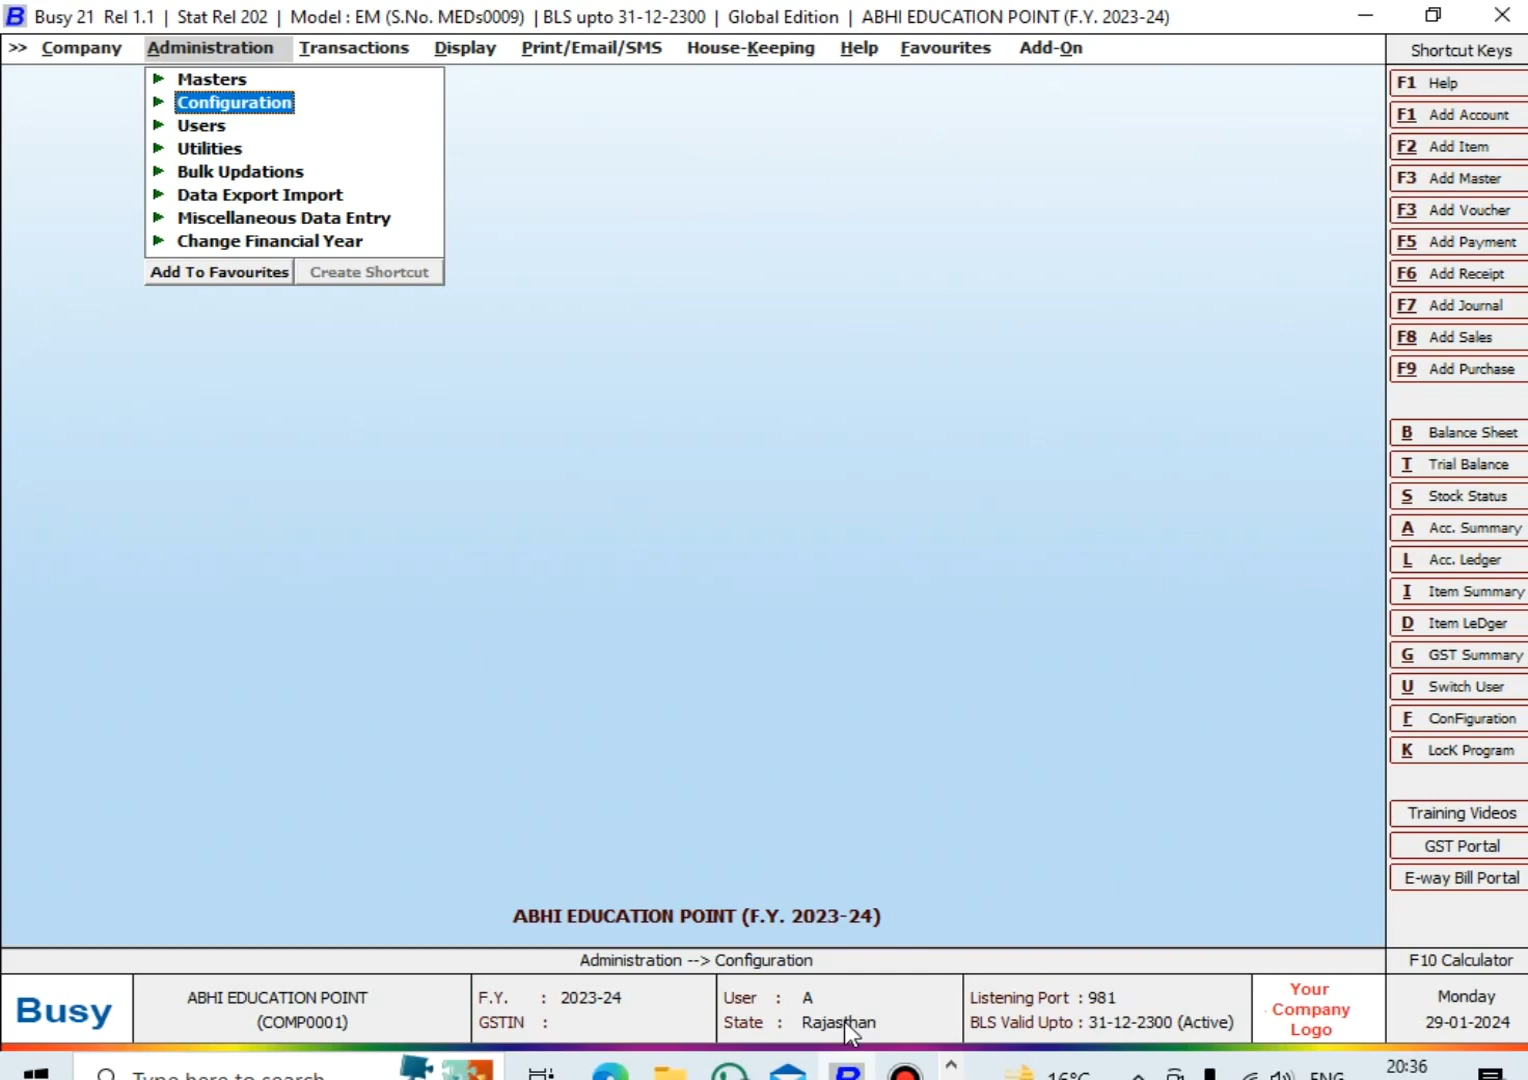 B Busy 21 Rel 1.1 | Stat Rel 202 | Model : EM (S.No. MEDs0009) | BLS upto 31-12-2300 | Global Edition | ABHI EDUCATION POINT (F.Y. 2023-24)
>> Company Administration Transactions Display Print/Email/SMS House-Keeping Help Favourites Add-On
Masters
Configuration
Users
Utilities
Bulk Updations
Data Export Import
Miscellaneous Data Entry
Change Financial Year
Add To Favourites Create Shortcut
Shortcut Keys
F1 Help
F1 Add Account
F2 Add Item
F3 Add Master
F3 Add Voucher
F5 Add Payment
F6 Add Receipt
F7 Add Journal
F8 Add Sales
F9 Add Purchase
B Balance Sheet
T Trial Balance
S Stock Status
A Acc. Summary
L Acc. Ledger
I Item Summary
D Item LeDger
G GST Summary
U Switch User
F ConFiguration
K LocK Program
Training Videos
GST Portal
E-way Bill Portal
ABHI EDUCATION POINT (F.Y. 2023-24)
Administration --> Configuration
F10 Calculator
Busy
ABHI EDUCATION POINT
(COMP0001)
F.Y. : 2023-24
GSTIN :
User : A
State : Rajasthan
Listening Port : 981
BLS Valid Upto : 31-12-2300 (Active)
Your
Company
Logo
Monday
29-01-2024
Type here to search
16°C
ENG
20:36